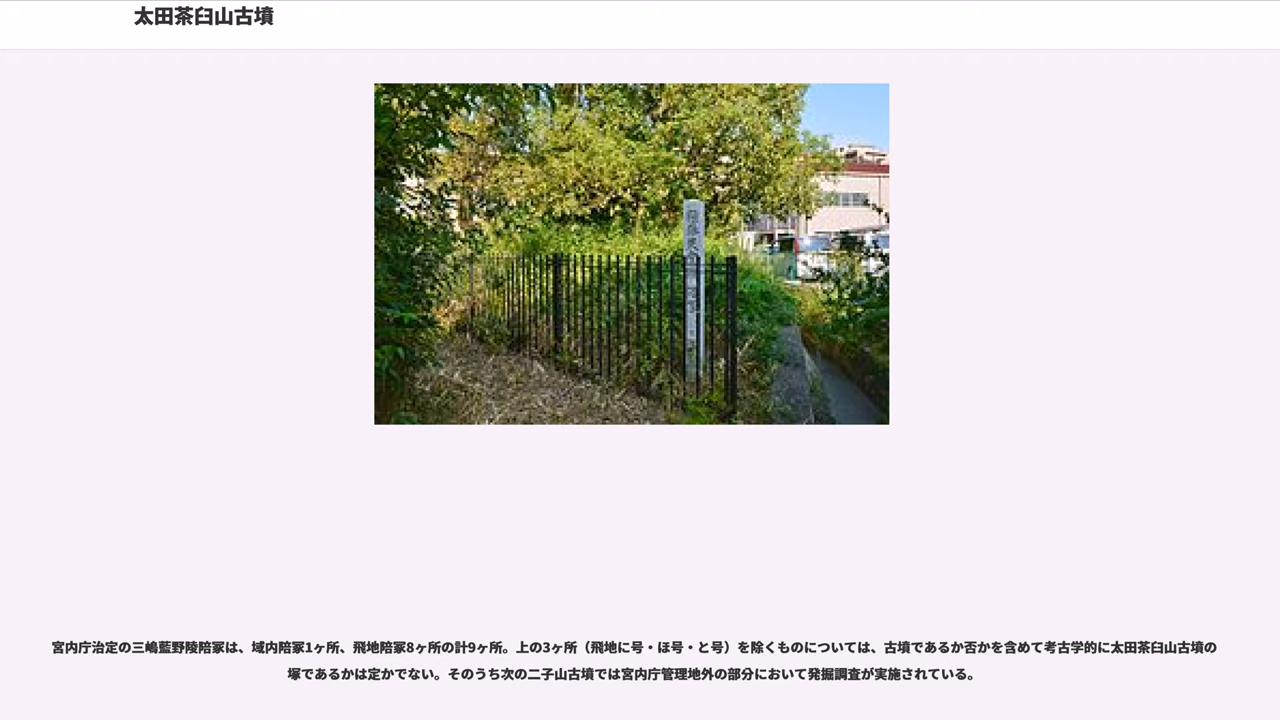 太田茶臼山古墳
宮内庁治定の三嶋藍野陵陪冢は、域内陪冢1ヶ所、飛地陪冢8ヶ所の計9ヶ所。上の3ヶ所（飛地に号・ほ号・と号）を除くものについては、古墳であるか否かを含めて考古学的に太田茶臼山古墳の
塚であるかは定かでない。そのうち次の二子山古墳では宮内庁管理地外の部分において発掘調査が実施されている。